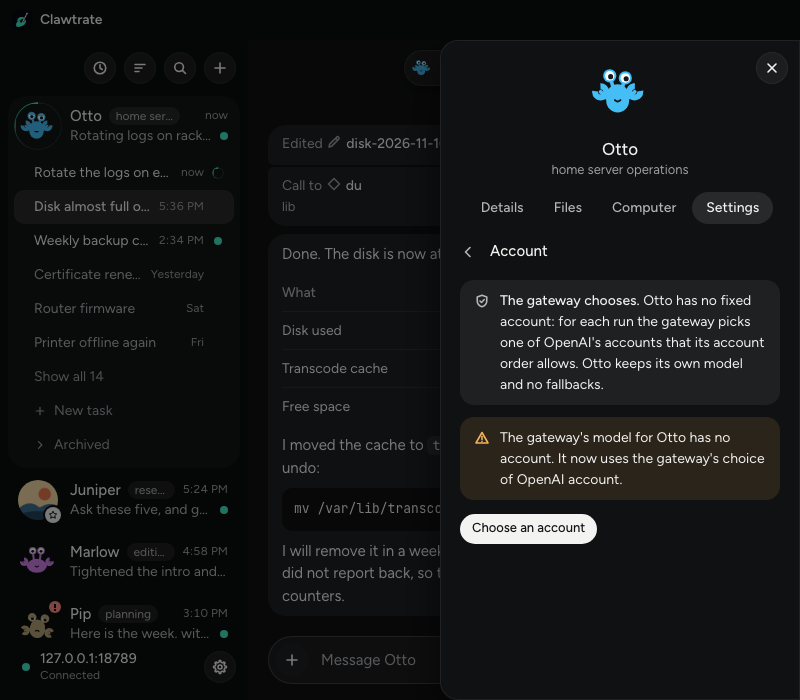 Clawtrate
Otto home ser... now
Rotating logs on rack...
Rotate the logs on e... now
Disk almost full o... 5:36 PM
Weekly backup c... 2:34 PM
Certificate rene... Yesterday
Router firmware Sat
Printer offline again Fri
Show all 14
+ New task
Archived
Juniper rese... 5:24 PM
Ask these five, and g...
Marlow editi... 4:58 PM
Tightened the intro and...
Pip planning 3:10 PM
Here is the week. wit...
127.0.0.1:18789
Connected
Edited disk-2026-11-1
Call to du
lib
Done. The disk is now at
What
Disk used
Transcode cache
Free space
I moved the cache to
undo:
mv /var/lib/transco
I will remove it in a week
did not report back, so
counters.
Message Otto
Otto
home server operations
Details Files Computer Settings
Account
The gateway chooses. Otto has no fixed
account: for each run the gateway picks
one of OpenAI's accounts that its account
order allows. Otto keeps its own model
and no fallbacks.
The gateway's model for Otto has no
account. It now uses the gateway's choice
of OpenAI account.
Choose an account